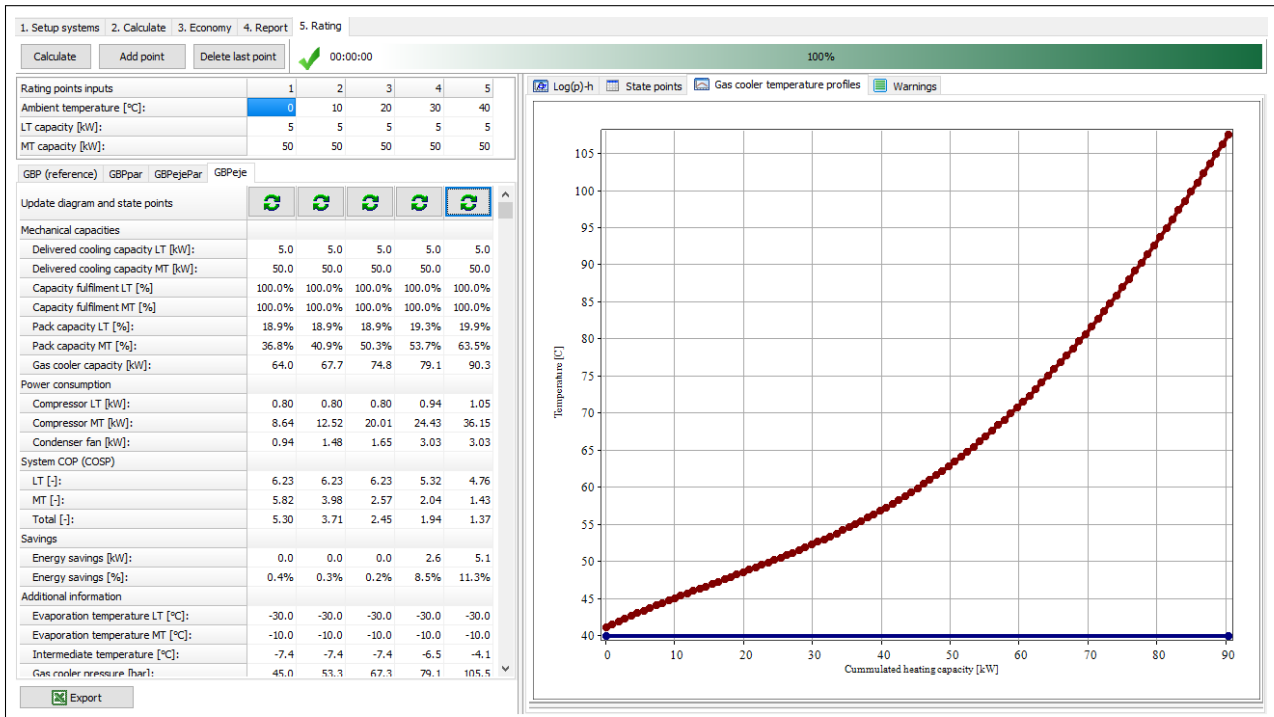 1. Setup systems 2. Calculate 3. Economy 4. Report 5. Rating
Calculate Add point Delete last point 00:00:00 100%
Rating points inputs 1 2 3 4 5
Ambient temperature [°C]: 0 10 20 30 40
LT capacity [kW]: 5 5 5 5 5
MT capacity [kW]: 50 50 50 50 50
GBP (reference) GBPpar GBPejePar GBPeje
Update diagram and state points
Mechanical capacities
Delivered cooling capacity LT [kW]: 5.0 5.0 5.0 5.0 5.0
Delivered cooling capacity MT [kW]: 50.0 50.0 50.0 50.0 50.0
Capacity fulfilment LT [%] 100.0% 100.0% 100.0% 100.0% 100.0%
Capacity fulfilment MT [%] 100.0% 100.0% 100.0% 100.0% 100.0%
Pack capacity LT [%]: 18.9% 18.9% 18.9% 19.3% 19.9%
Pack capacity MT [%]: 36.8% 40.9% 50.3% 53.7% 63.5%
Gas cooler capacity [kW]: 64.0 67.7 74.8 79.1 90.3
Power consumption
Compressor LT [kW]: 0.80 0.80 0.80 0.94 1.05
Compressor MT [kW]: 8.64 12.52 20.01 24.43 36.15
Condenser fan [kW]: 0.94 1.48 1.65 3.03 3.03
System COP (COSP)
LT [-]: 6.23 6.23 6.23 5.32 4.76
MT [-]: 5.82 3.98 2.57 2.04 1.43
Total [-]: 5.30 3.71 2.45 1.94 1.37
Savings
Energy savings [kW]: 0.0 0.0 0.0 2.6 5.1
Energy savings [%]: 0.4% 0.3% 0.2% 8.5% 11.3%
Additional information
Evaporation temperature LT [°C]: -30.0 -30.0 -30.0 -30.0 -30.0
Evaporation temperature MT [°C]: -10.0 -10.0 -10.0 -10.0 -10.0
Intermediate temperature [°C]: -7.4 -7.4 -7.4 -6.5 -4.1
Gas cooler pressure [bar]: 45.0 53.3 67.3 79.1 105.5
Export
Log(p)-h State points Gas cooler temperature profiles Warnings
105
100
95
90
85
80
75
70
65
60
55
50
45
40
Temperature [C]
0 10 20 30 40 50 60 70 80 90
Cummulated heating capacity [kW]